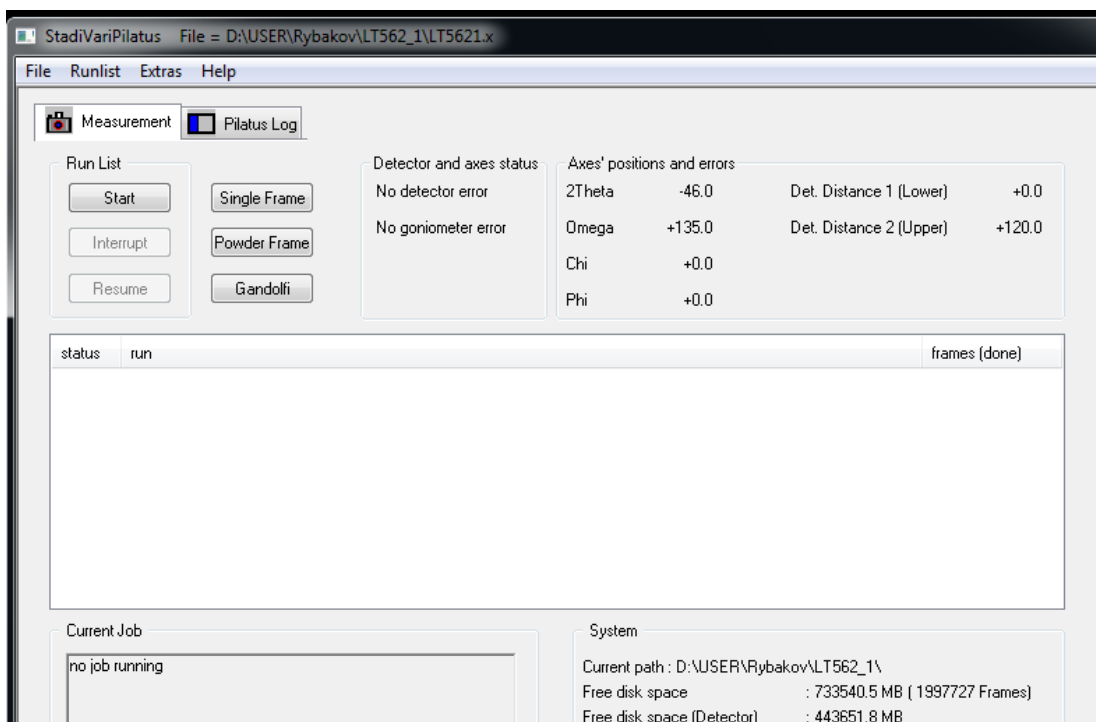 StadiVariPilatus File = D:\USER\Rybakov\LT562_1\LT5621.x
File Runlist Extras Help
Measurement Pilatus Log
Run List
Start Single Frame
Interrupt Powder Frame
Resume Gandolfi
Detector and axes status
No detector error
No goniometer error
Axes' positions and errors
2Theta -46.0 Det. Distance 1 (Lower) +0.0
Omega +135.0 Det. Distance 2 (Upper) +120.0
Chi +0.0
Phi +0.0
status run frames (done)
Current Job
no job running
System
Current path : D:\USER\Rybakov\LT562_1\
Free disk space : 733540.5 MB ( 1997727 Frames)
Free disk space (Detector) : 443651.8 MB